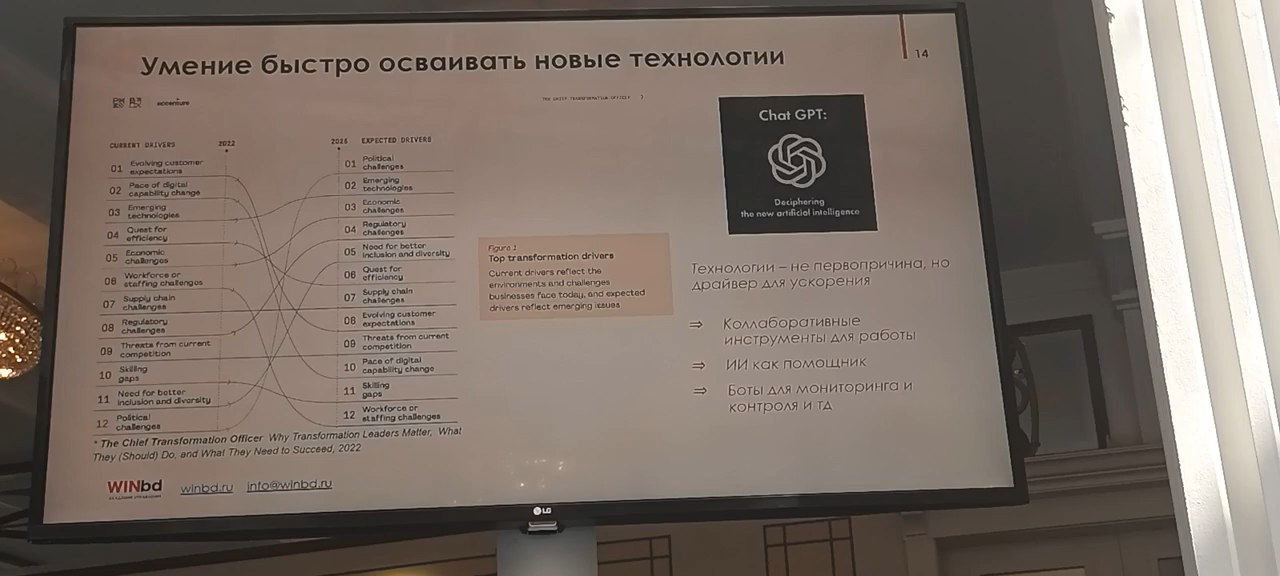 14
Умение быстро осваивать новые технологии
accenture
THE CHIEF TRANSFORMATION OFFICER
CURRENT DRIVERS
2022
01 Evolving customer
expectations
02 Pace of digital
capability change
03 Emerging
technologies
04 Quest for
efficiency
05 Economic
challenges
06 Workforce or
staffing challenges
07 Supply chain
challenges
08 Regulatory
challenges
09 Threats from current
competition
10 Skilling
gaps
11 Need for better
inclusion and diversity
12 Political
challenges
2025 EXPECTED DRIVERS
01 Political
challenges
02 Emerging
technologies
03 Economic
challenges
04 Regulatory
challenges
05 Need for better
inclusion and diversity
06 Quest for
efficiency
07 Supply chain
challenges
08 Evolving customer
expectations
09 Threats from current
competition
10 Pace of digital
capability change
11 Skilling
gaps
12 Workforce or
staffing challenges
* The Chief Transformation Officer Why Transformation Leaders Matter, What
They (Should) Do, and What They Need to Succeed, 2022
Figure 1
Top transformation drivers
Current drivers reflect the
environments and challenges
businesses face today, and expected
drivers reflect emerging issues
Chat GPT:
Deciphering
the new artificial intelligence
Технологии – не первопричина, но
драйвер для ускорения
⇒ Коллаборативные
инструменты для работы
⇒ ИИ как помощник
⇒ Боты для мониторинга и
контроля и тд
WINbd
winbd.ru info@winbd.ru
LG